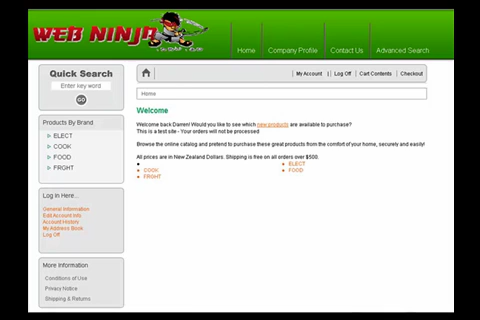 WEB NINJA
Home
Company Profile
Contact Us
Advanced Search
Quick Search
Enter key word
GO
My Account | Log Off Cart Contents Checkout
Home
Welcome
Welcome back Darren! Would you like to see which new products are available to purchase?
This is a test site - Your orders will not be processed
Browse the online catalog and pretend to purchase these great products from the comfort of your home, securely and easily!
All prices are in New Zealand Dollars. Shipping is free on all orders over $500.
ELECT
COOK
FOOD
FRGHT
Products By Brand
ELECT
COOK
FOOD
FRGHT
Log In Here...
General Information
Edit Account Info
Account History
My Address Book
Log Off
More Information
Conditions of Use
Privacy Notice
Shipping & Returns